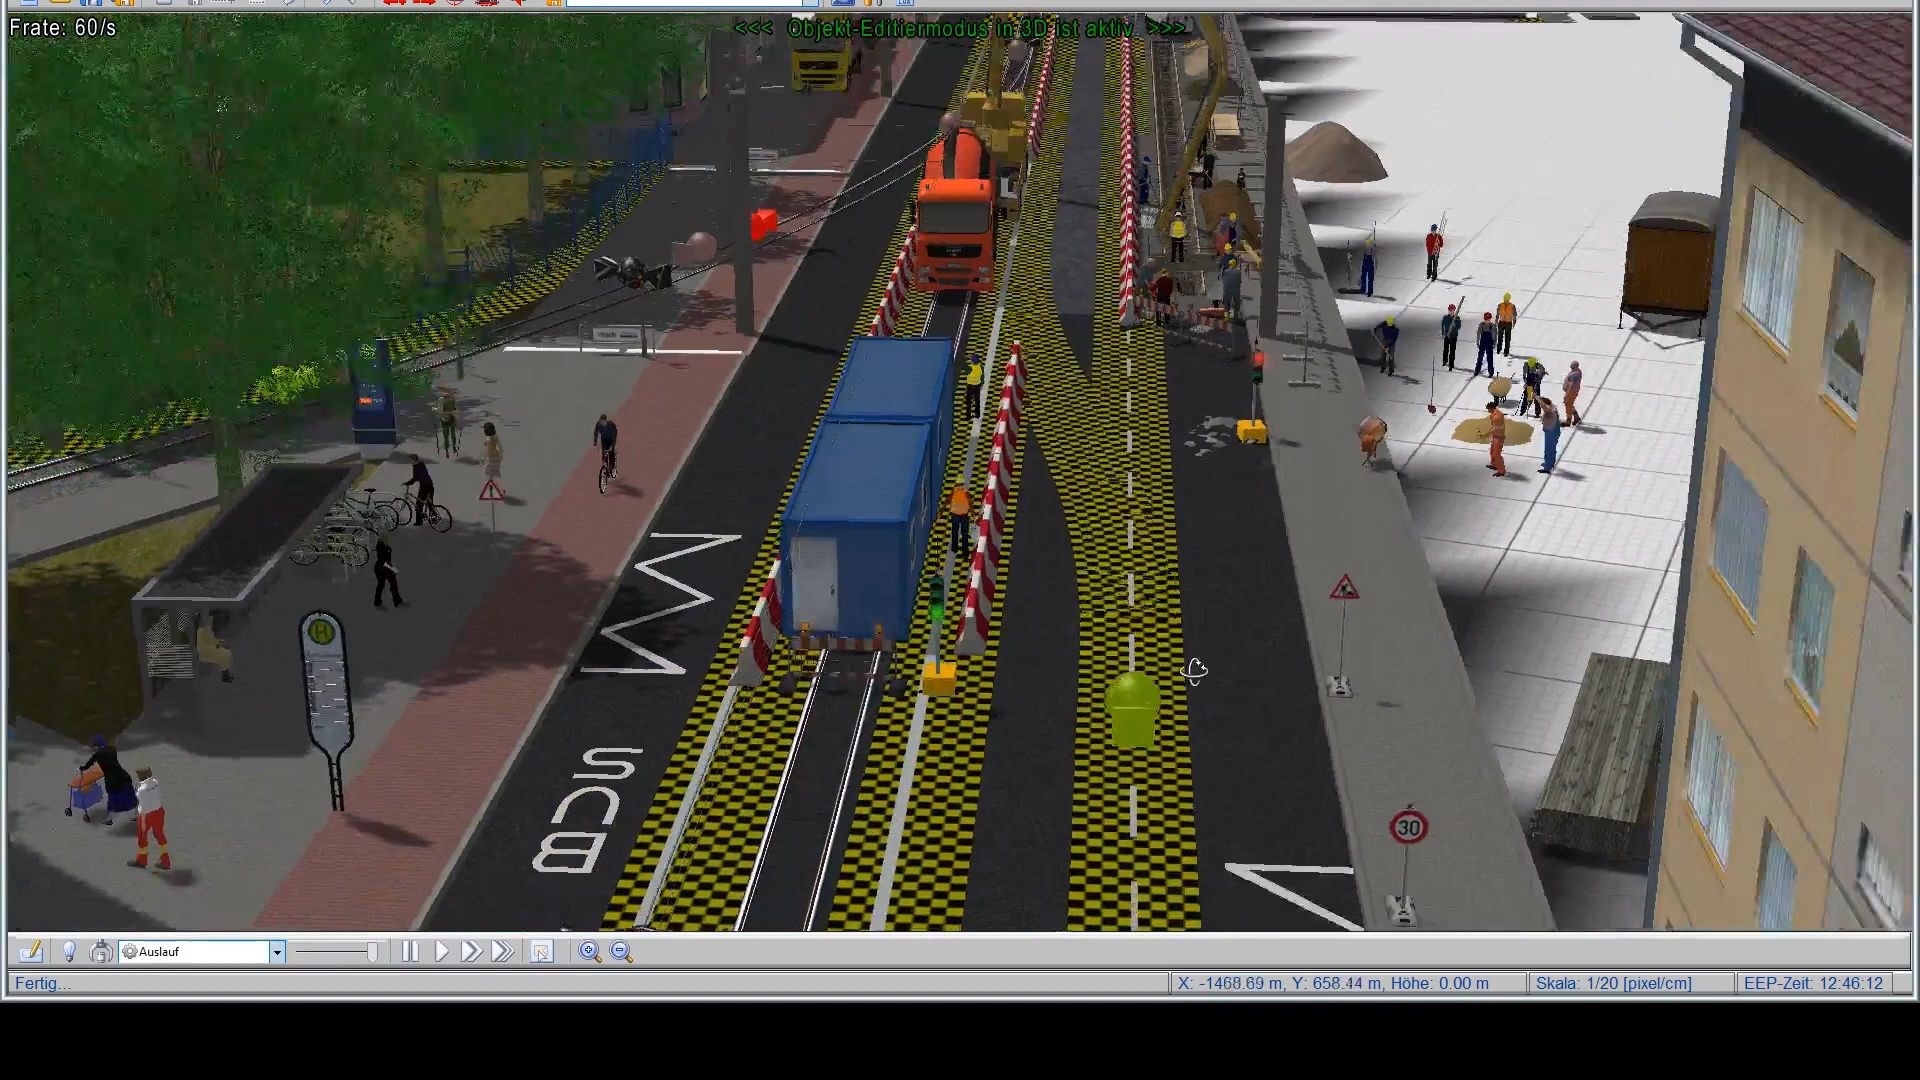 Frate: 60/s
<<< Objekt-Editiermodus in 3D ist aktiv. >>>
H
BUS
30
Auslauf
Fertig...
X: -1468.69 m, Y: 658.44 m, Höhe: 0.00 m
Skala: 1/20 [pixel/cm]
EEP-Zeit: 12:46:12